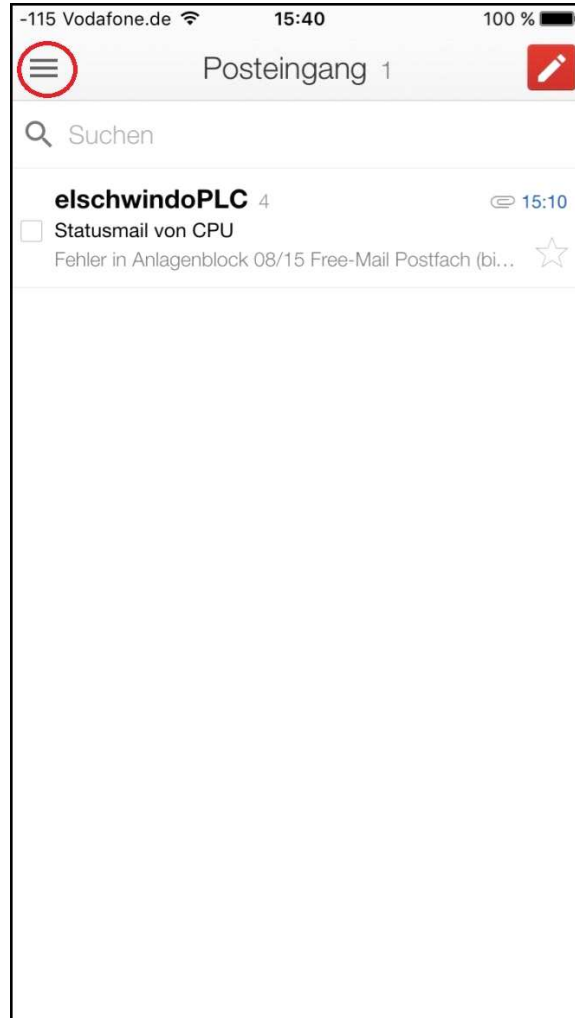 -115 Vodafone.de 15:40 100 %
Posteingang 1
Suchen
elschwindoPLC 4 15:10
Statusmail von CPU
Fehler in Anlagenblock 08/15 Free-Mail Postfach (bi...